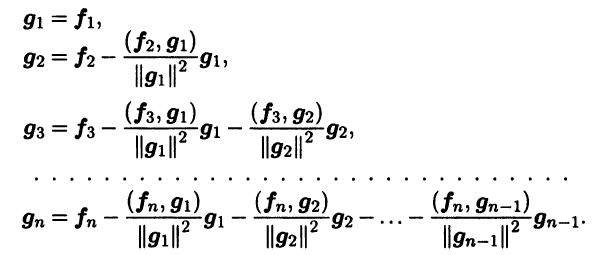 g₁ = f₁,
g₂ = f₂ − (f₂, g₁)/‖g₁‖² g₁,
g₃ = f₃ − (f₃, g₁)/‖g₁‖² g₁ − (f₃, g₂)/‖g₂‖² g₂,
. . . . . . . . . . . . . . . . . . . . . . . . . . . . . . .
gₙ = fₙ − (fₙ, g₁)/‖g₁‖² g₁ − (fₙ, g₂)/‖g₂‖² g₂ − … − (fₙ, gₙ₋₁)/‖gₙ₋₁‖² gₙ₋₁.